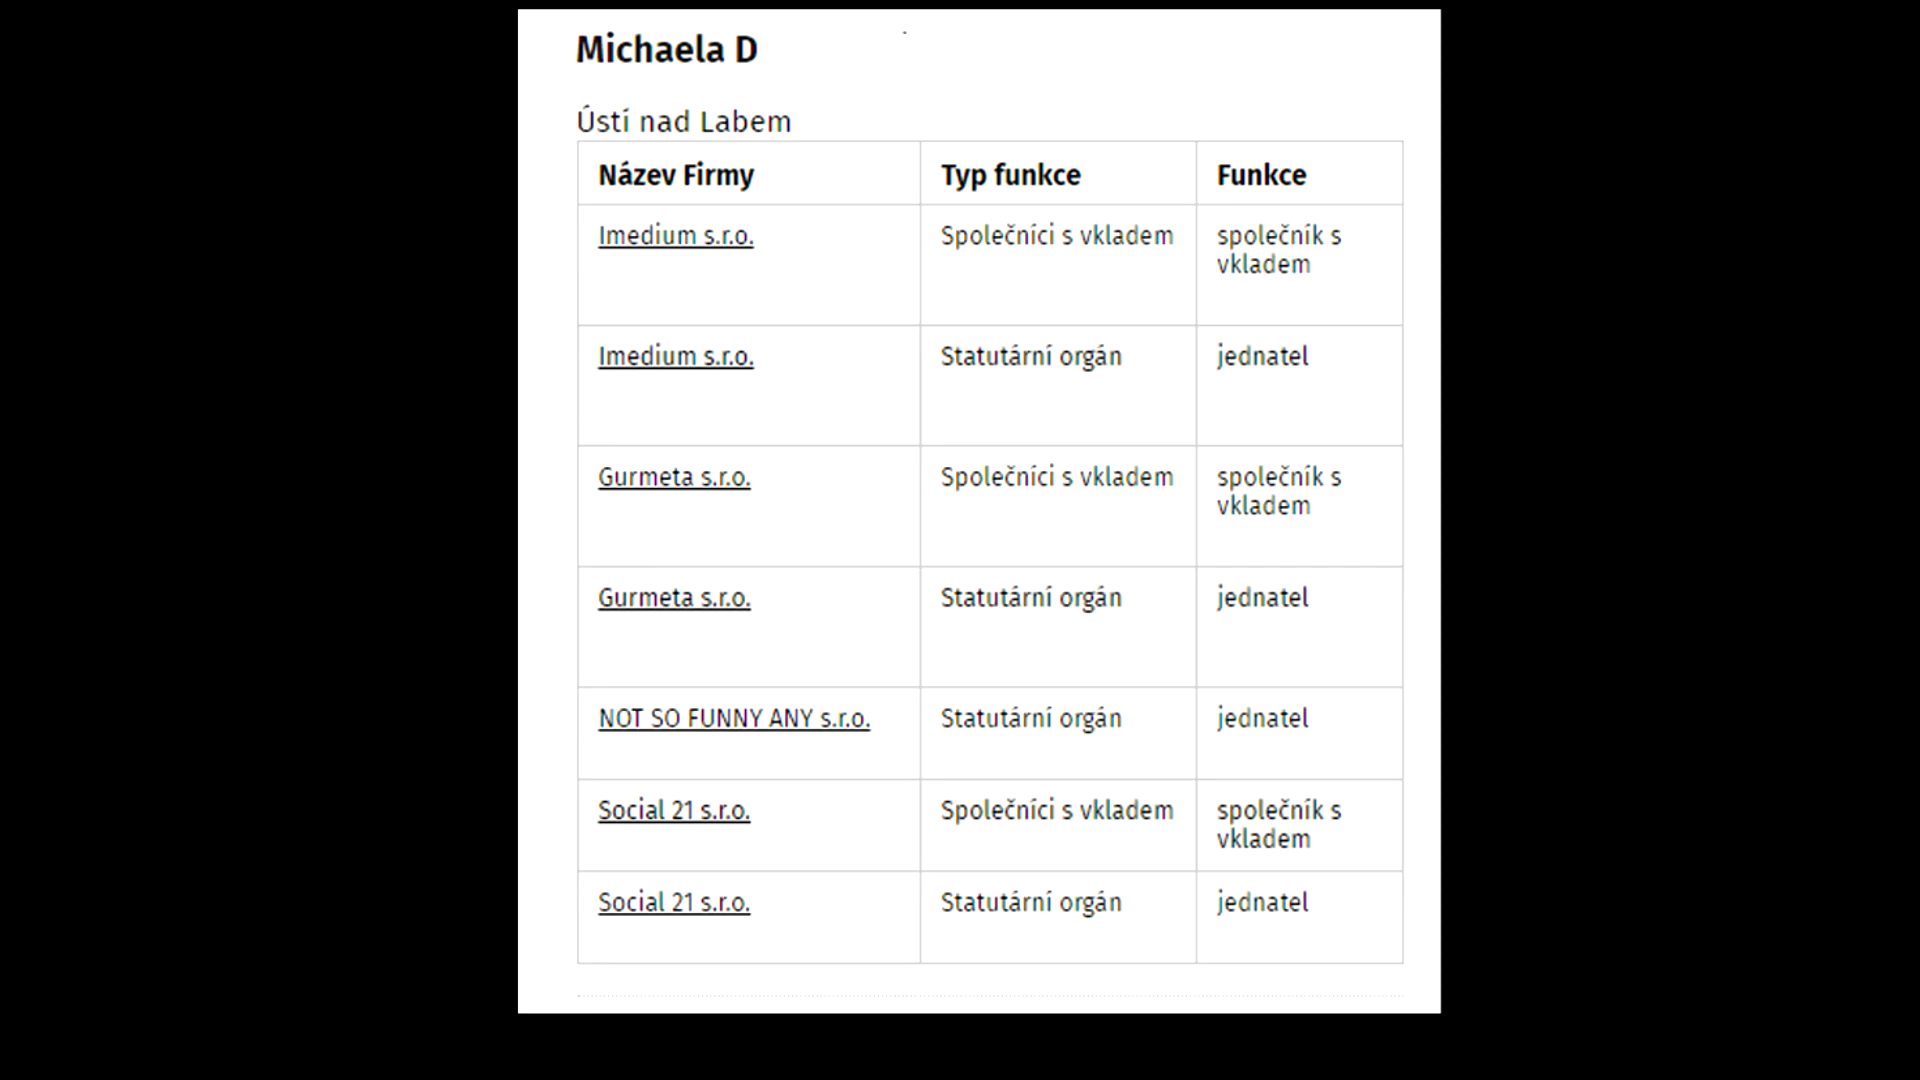 Michaela D
Ústí nad Labem
Název Firmy Typ funkce Funkce
Imedium s.r.o. Společníci s vkladem společník s
vkladem
Imedium s.r.o. Statutární orgán jednatel
Gurmeta s.r.o. Společníci s vkladem společník s
vkladem
Gurmeta s.r.o. Statutární orgán jednatel
NOT SO FUNNY ANY s.r.o. Statutární orgán jednatel
Social 21 s.r.o. Společníci s vkladem společník s
vkladem
Social 21 s.r.o. Statutární orgán jednatel